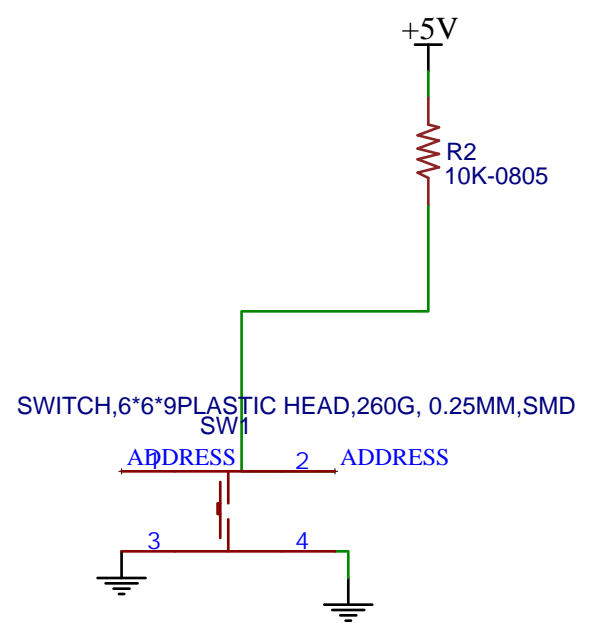 +5V
R2
10K-0805
SWITCH,6*6*9PLASTIC HEAD,260G, 0.25MM,SMD
SW1
ADDRESS 1 2 ADDRESS
3 4